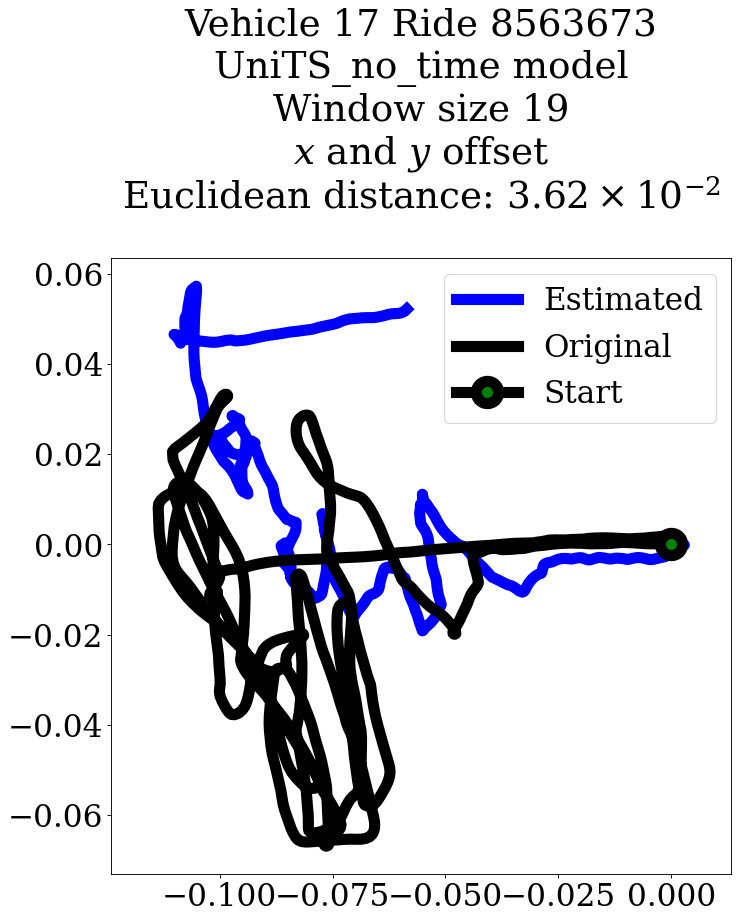 Vehicle 17 Ride 8563673
UniTS_no_time model
Window size 19
x and y offset
Euclidean distance: 3.62 × 10⁻²
Estimated
Original
Start
0.06
0.04
0.02
0.00
−0.02
−0.04
−0.06
−0.100 −0.075 −0.050 −0.025 0.000